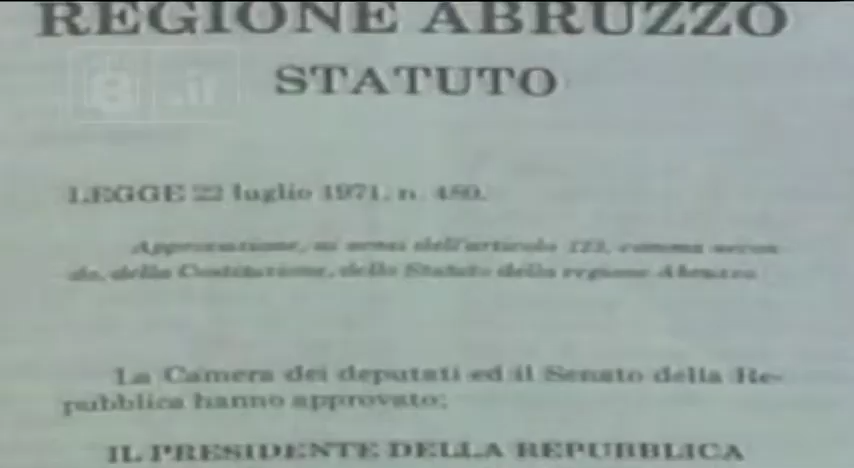 REGIONE ABRUZZO
STATUTO
8 .it
LEGGE 22 luglio 1971, n. 480.
Approvazione, ai sensi dell'articolo 123, comma secon-
do, della Costituzione, dello Statuto della regione Abruzzo
La Camera dei deputati ed il Senato della Re-
pubblica hanno approvato;
IL PRESIDENTE DELLA REPUBBLICA